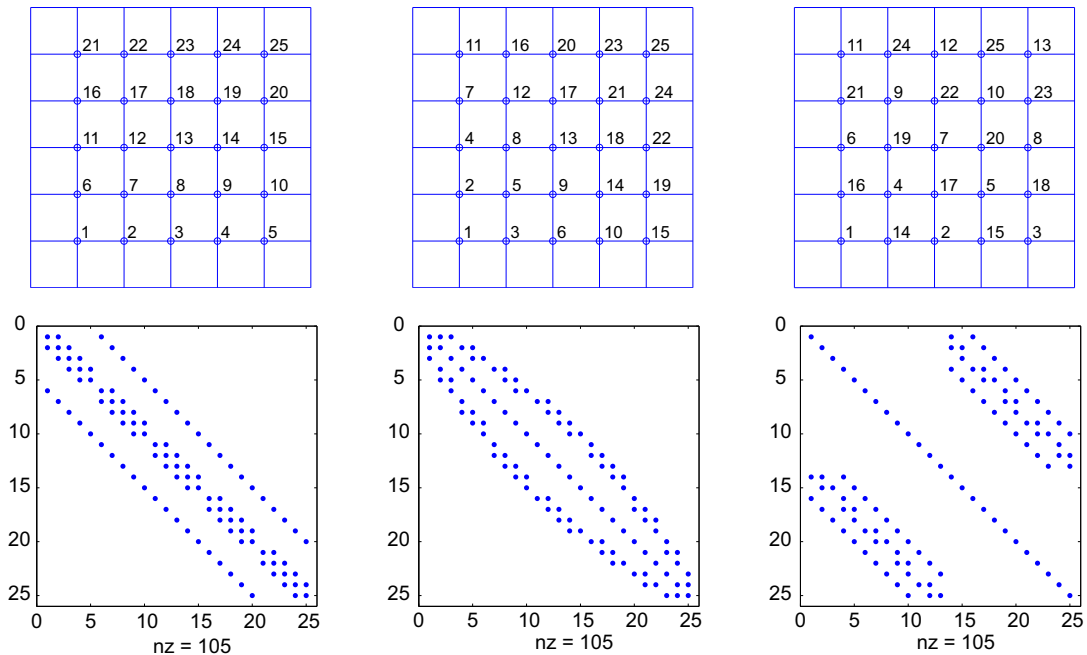 21 22 23 24 25
16 17 18 19 20
11 12 13 14 15
6 7 8 9 10
1 2 3 4 5
11 16 20 23 25
7 12 17 21 24
4 8 13 18 22
2 5 9 14 19
1 3 6 10 15
11 24 12 25 13
21 9 22 10 23
6 19 7 20 8
16 4 17 5 18
1 14 2 15 3
0
5
10
15
20
25
0 5 10 15 20 25
nz = 105
0
5
10
15
20
25
0 5 10 15 20 25
nz = 105
0
5
10
15
20
25
0 5 10 15 20 25
nz = 105